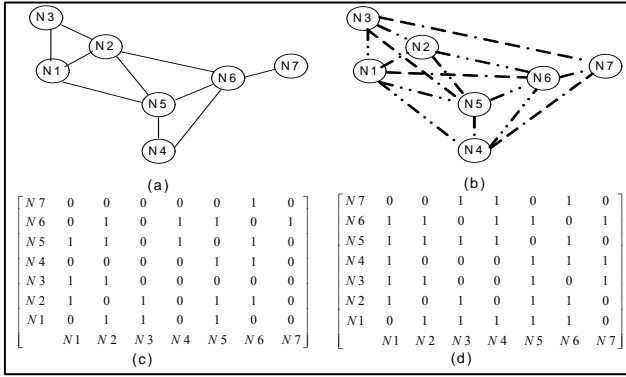 N3
N1
N2
N6
N7
N5
N4
(a)
N3
N2
N7
N1
N6
N5
N4
(b)
N7 0 0 0 0 0 1 0
N6 0 1 0 1 1 0 1
N5 1 1 0 1 0 1 0
N4 0 0 0 0 1 1 0
N3 1 1 0 0 0 0 0
N2 1 0 1 0 1 1 0
N1 0 1 1 0 1 0 0
N1 N2 N3 N4 N5 N6 N7
(c)
N7 0 0 1 1 0 1 0
N6 1 1 0 1 1 0 1
N5 1 1 1 1 0 1 0
N4 1 0 0 0 1 1 1
N3 1 1 0 0 1 0 1
N2 1 0 1 0 1 1 0
N1 0 1 1 1 1 1 0
N1 N2 N3 N4 N5 N6 N7
(d)